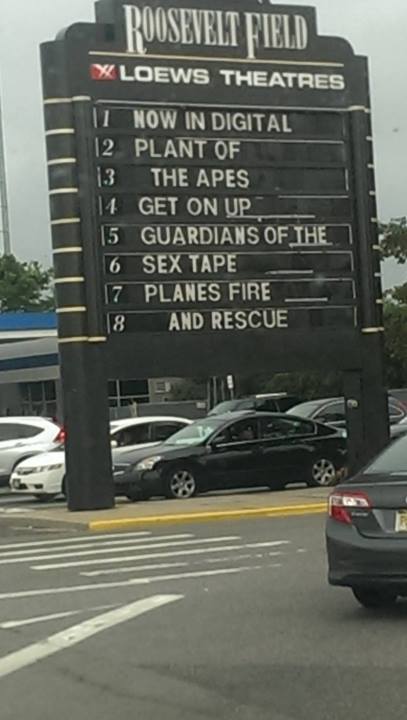 ROOSEVELT FIELD
LOEWS THEATRES
1 NOW IN DIGITAL
2 PLANT OF
3 THE APES
4 GET ON UP
5 GUARDIANS OF THE
6 SEX TAPE
7 PLANES FIRE
8 AND RESCUE